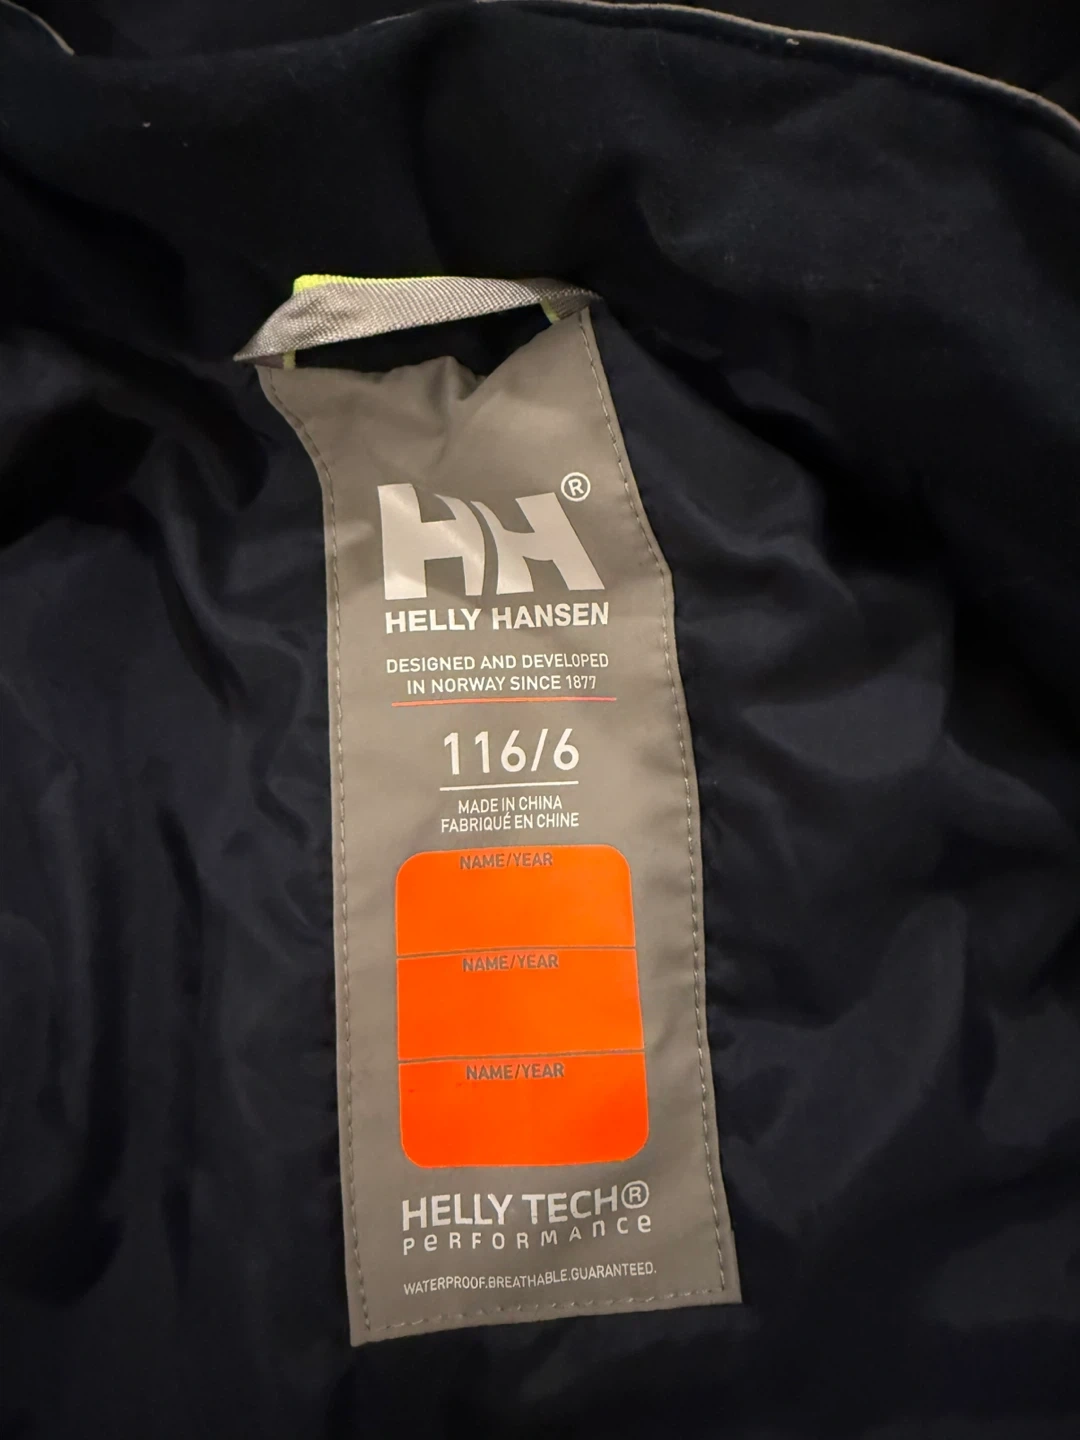 HH®
HELLY HANSEN
DESIGNED AND DEVELOPED
IN NORWAY SINCE 1877
116/6
MADE IN CHINA
FABRIQUÉ EN CHINE
NAME/YEAR
NAME/YEAR
NAME/YEAR
HELLY TECH®
PERFORMANCE
WATERPROOF.BREATHABLE.GUARANTEED.